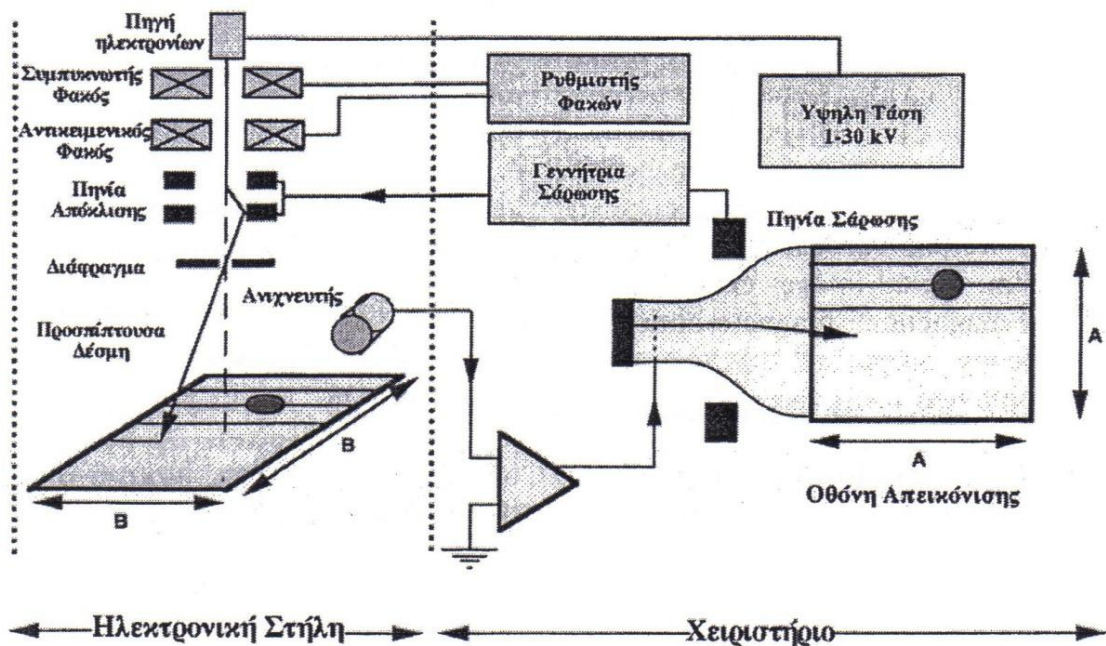 Πηγή
ηλεκτρονίων
Συμπυκνωτής
Φακός
Αντικειμενικός
Φακός
Πηνία
Απόκλισης
Διάφραγμα
Προσπίπτουσα
Δέσμη
Ανιχνευτής
B
B
Ρυθμιστής
Φακών
Υψηλη Τάση
1-30 kV
Γεννήτρια
Σάρωσης
Πηνία Σάρωσης
A
A
Οθόνη Απεικόνισης
Ηλεκτρονική Στήλη
Χειριστήριο